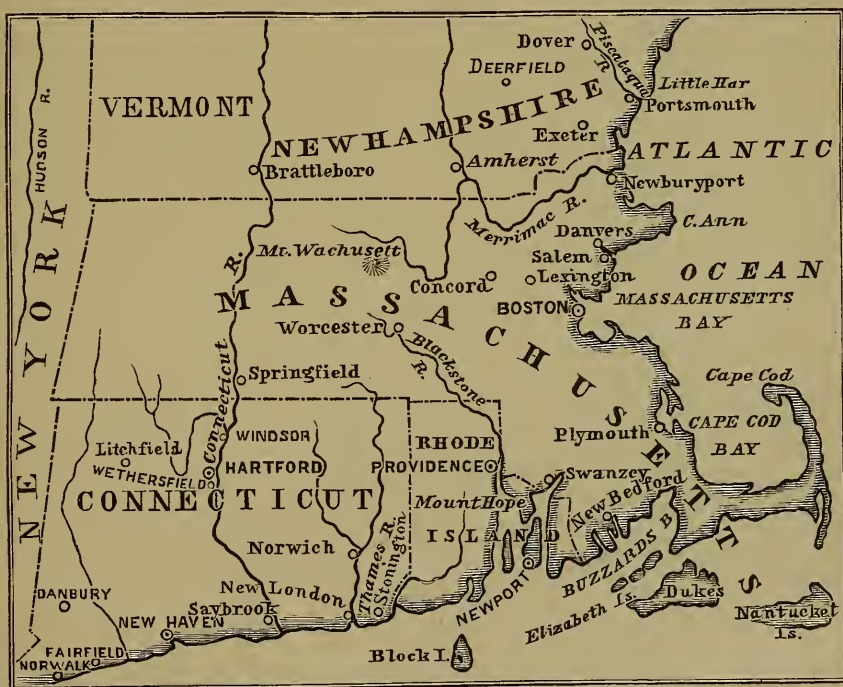 Dover
Piscataqua
R
DEERFIELD
HUDSON R.
VERMONT
Little Har
Portsmouth
NEW HAMPSHIRE
Exeter
ATLANTIC
Brattleboro
Amherst
Newburyport
Merrimac R.
C. Ann
Danvers
Mt. Wachusett
Salem
Concord
Lexington
OCEAN
MASSACHUSETTS
BOSTON
MASSACHUSETTS
BAY
Worcester
Blackstone
R.
NEW YORK
Springfield
Connecticut R.
Cape Cod
CAPE COD
BAY
Plymouth
WINDSOR
RHODE
Litchfield
HARTFORD
PROVIDENCE
WETHERSFIELD
Swanzey
CONNECTICUT
Mount Hope
New Bedford
ISLAND
Norwich
Thames R.
Stonington
BUZZARDS B.
NEWPORT
DANBURY
New London
Saybrook
Elizabeth Is.
Dukes
Nantucket
Is.
NEW HAVEN
FAIRFIELD
NORWALK
Block I.